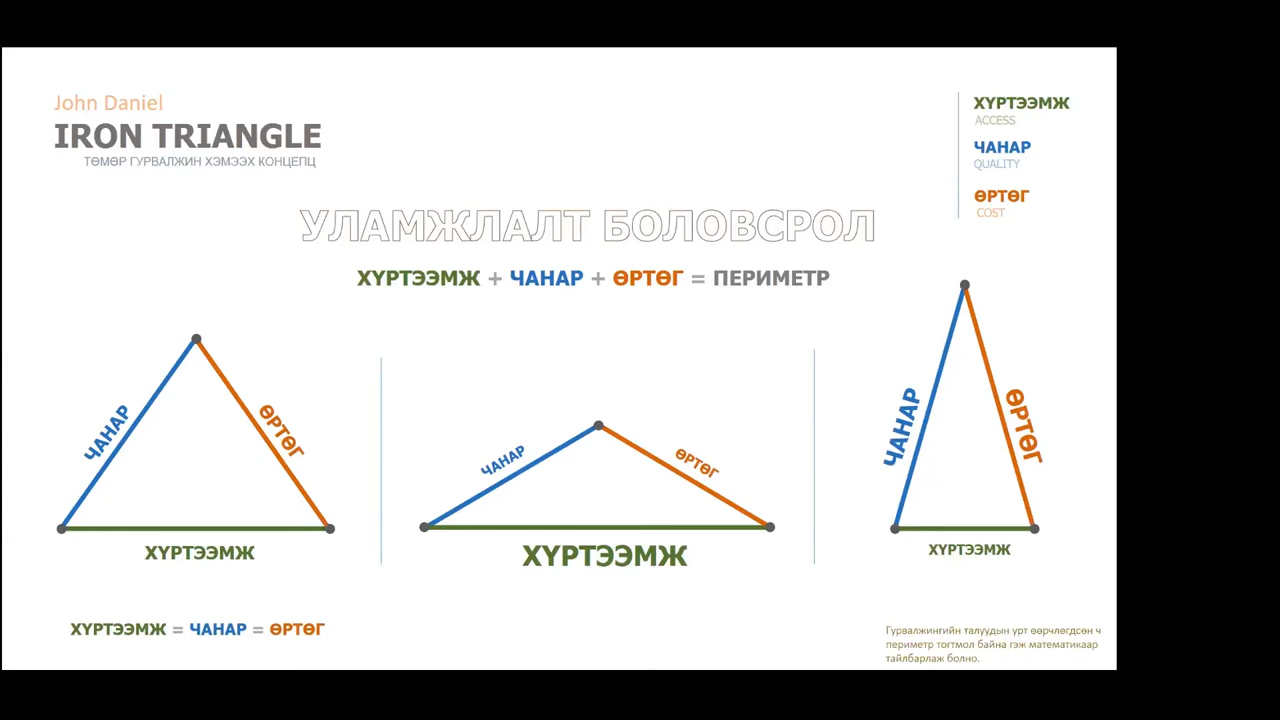 John Daniel
IRON TRIANGLE
ТӨМӨР ГУРВАЛЖИН ХЭМЭЭХ КОНЦЕПЦ
ХҮРТЭЭМЖ
ACCESS
ЧАНАР
QUALITY
ӨРТӨГ
COST
УЛАМЖЛАЛТ БОЛОВСРОЛ
ХҮРТЭЭМЖ + ЧАНАР + ӨРТӨГ = ПЕРИМЕТР
ЧАНАР
ӨРТӨГ
ХҮРТЭЭМЖ
ЧАНАР
ӨРТӨГ
ХҮРТЭЭМЖ
ЧАНАР
ӨРТӨГ
ХҮРТЭЭМЖ
ХҮРТЭЭМЖ = ЧАНАР = ӨРТӨГ
Гурвалжингийн талуудын урт өөрчлөгдсөн ч
периметр тогтмол байна гэж математикаар
тайлбарлаж болно.